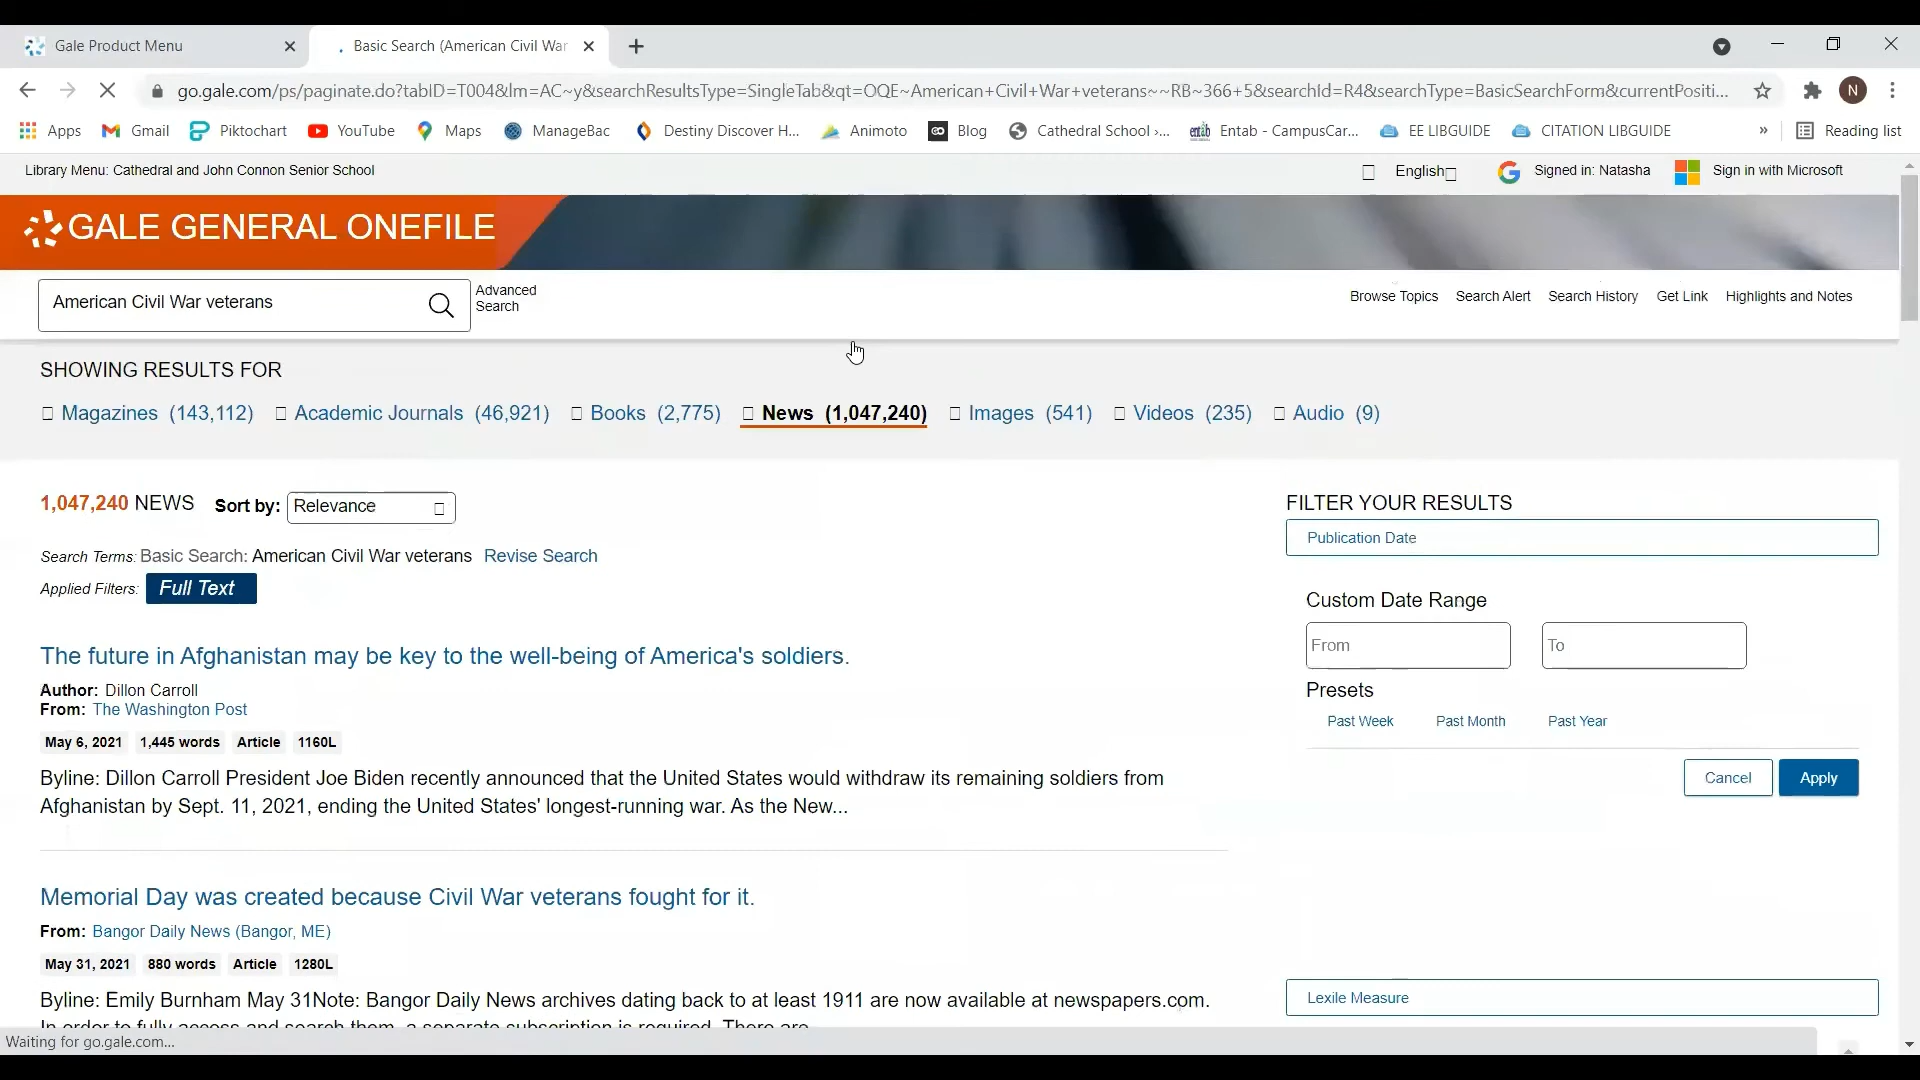 Gale Product Menu
Basic Search (American Civil War
go.gale.com/ps/paginate.do?tabID=T004&lm=AC~y&searchResultsType=SingleTab&qt=OQE~American+Civil+War+veterans~~RB~366+5&searchId=R4&searchType=BasicSearchForm&currentPositi...
N
Apps Gmail Piktochart YouTube Maps ManageBac Destiny Discover H... Animoto Blog Cathedral School ›... Entab - CampusCar... EE LIBGUIDE CITATION LIBGUIDE » Reading list
Library Menu: Cathedral and John Connon Senior School
English Signed in: Natasha Sign in with Microsoft
GALE GENERAL ONEFILE
American Civil War veterans
Advanced
Search
Browse Topics Search Alert Search History Get Link Highlights and Notes
SHOWING RESULTS FOR
Magazines (143,112) Academic Journals (46,921) Books (2,775) News (1,047,240) Images (541) Videos (235) Audio (9)
1,047,240 NEWS Sort by: Relevance
Search Terms: Basic Search: American Civil War veterans Revise Search
Applied Filters: Full Text
The future in Afghanistan may be key to the well-being of America's soldiers.
Author: Dillon Carroll
From: The Washington Post
May 6, 2021 1,445 words Article 1160L
Byline: Dillon Carroll President Joe Biden recently announced that the United States would withdraw its remaining soldiers from
Afghanistan by Sept. 11, 2021, ending the United States' longest-running war. As the New...
Memorial Day was created because Civil War veterans fought for it.
From: Bangor Daily News (Bangor, ME)
May 31, 2021 880 words Article 1280L
Byline: Emily Burnham May 31Note: Bangor Daily News archives dating back to at least 1911 are now available at newspapers.com.
In order to fully access and search them, a separate subscription is required. There are
FILTER YOUR RESULTS
Publication Date
Custom Date Range
From To
Presets
Past Week Past Month Past Year
Cancel Apply
Lexile Measure
Waiting for go.gale.com...